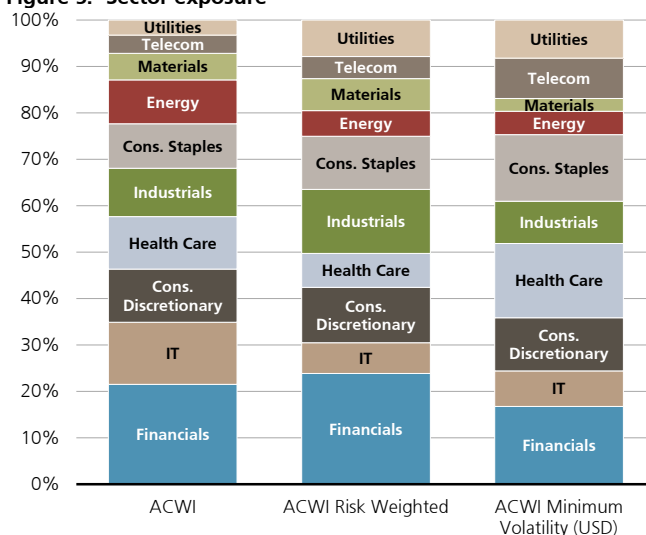 Figure 3. Sector exposure
100%
90%
80%
70%
60%
50%
40%
30%
20%
10%
0%
Utilities
Telecom
Materials
Energy
Cons. Staples
Industrials
Health Care
Cons.
Discretionary
IT
Financials
Utilities
Telecom
Materials
Energy
Cons. Staples
Industrials
Health Care
Cons.
Discretionary
IT
Financials
Utilities
Telecom
Materials
Energy
Cons. Staples
Industrials
Health Care
Cons.
Discretionary
IT
Financials
ACWI
ACWI Risk Weighted
ACWI Minimum
Volatility (USD)